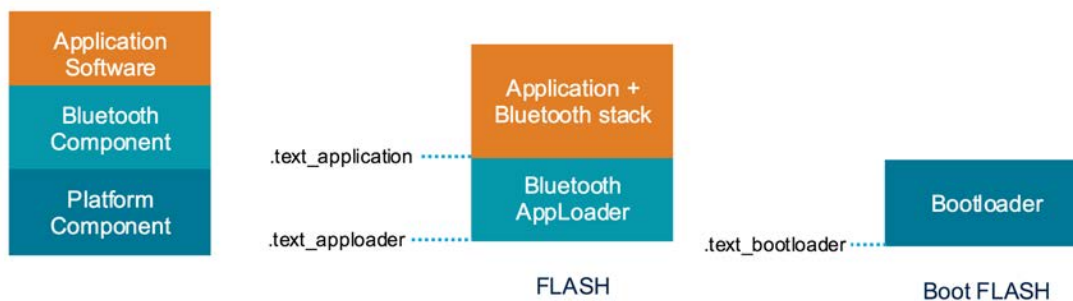 Application
Software
Bluetooth
Component
Platform
Component
Application +
Bluetooth stack
.text_application
Bluetooth
AppLoader
.text_apploader
FLASH
Bootloader
.text_bootloader
Boot FLASH